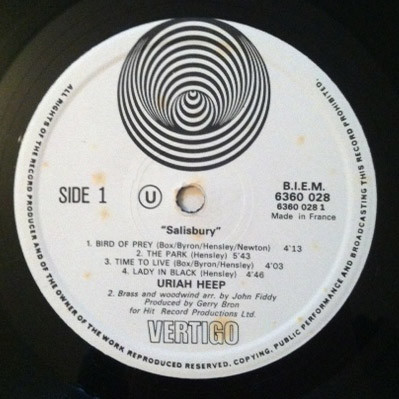 ALL RIGHTS OF THE RECORD PRODUCER AND OF THE OWNER OF THE WORK REPRODUCED RESERVED. COPYING, PUBLIC PERFORMANCE AND BROADCASTING THIS RECORD PROHIBITED.
SIDE 1
U
B.I.E.M.
6360 028
6360 028 1
Made in France
"Salisbury"
1. BIRD OF PREY (Box/Byron/Hensley/Newton) 4'13
2. THE PARK (Hensley) 5'43
3. TIME TO LIVE (Box/Byron/Hensley) 4'03
4. LADY IN BLACK (Hensley) 4'46
URIAH HEEP
2. Brass and woodwind arr. by John Fiddy
Produced by Gerry Bron
for Hit Record Productions Ltd.
VERTIGO